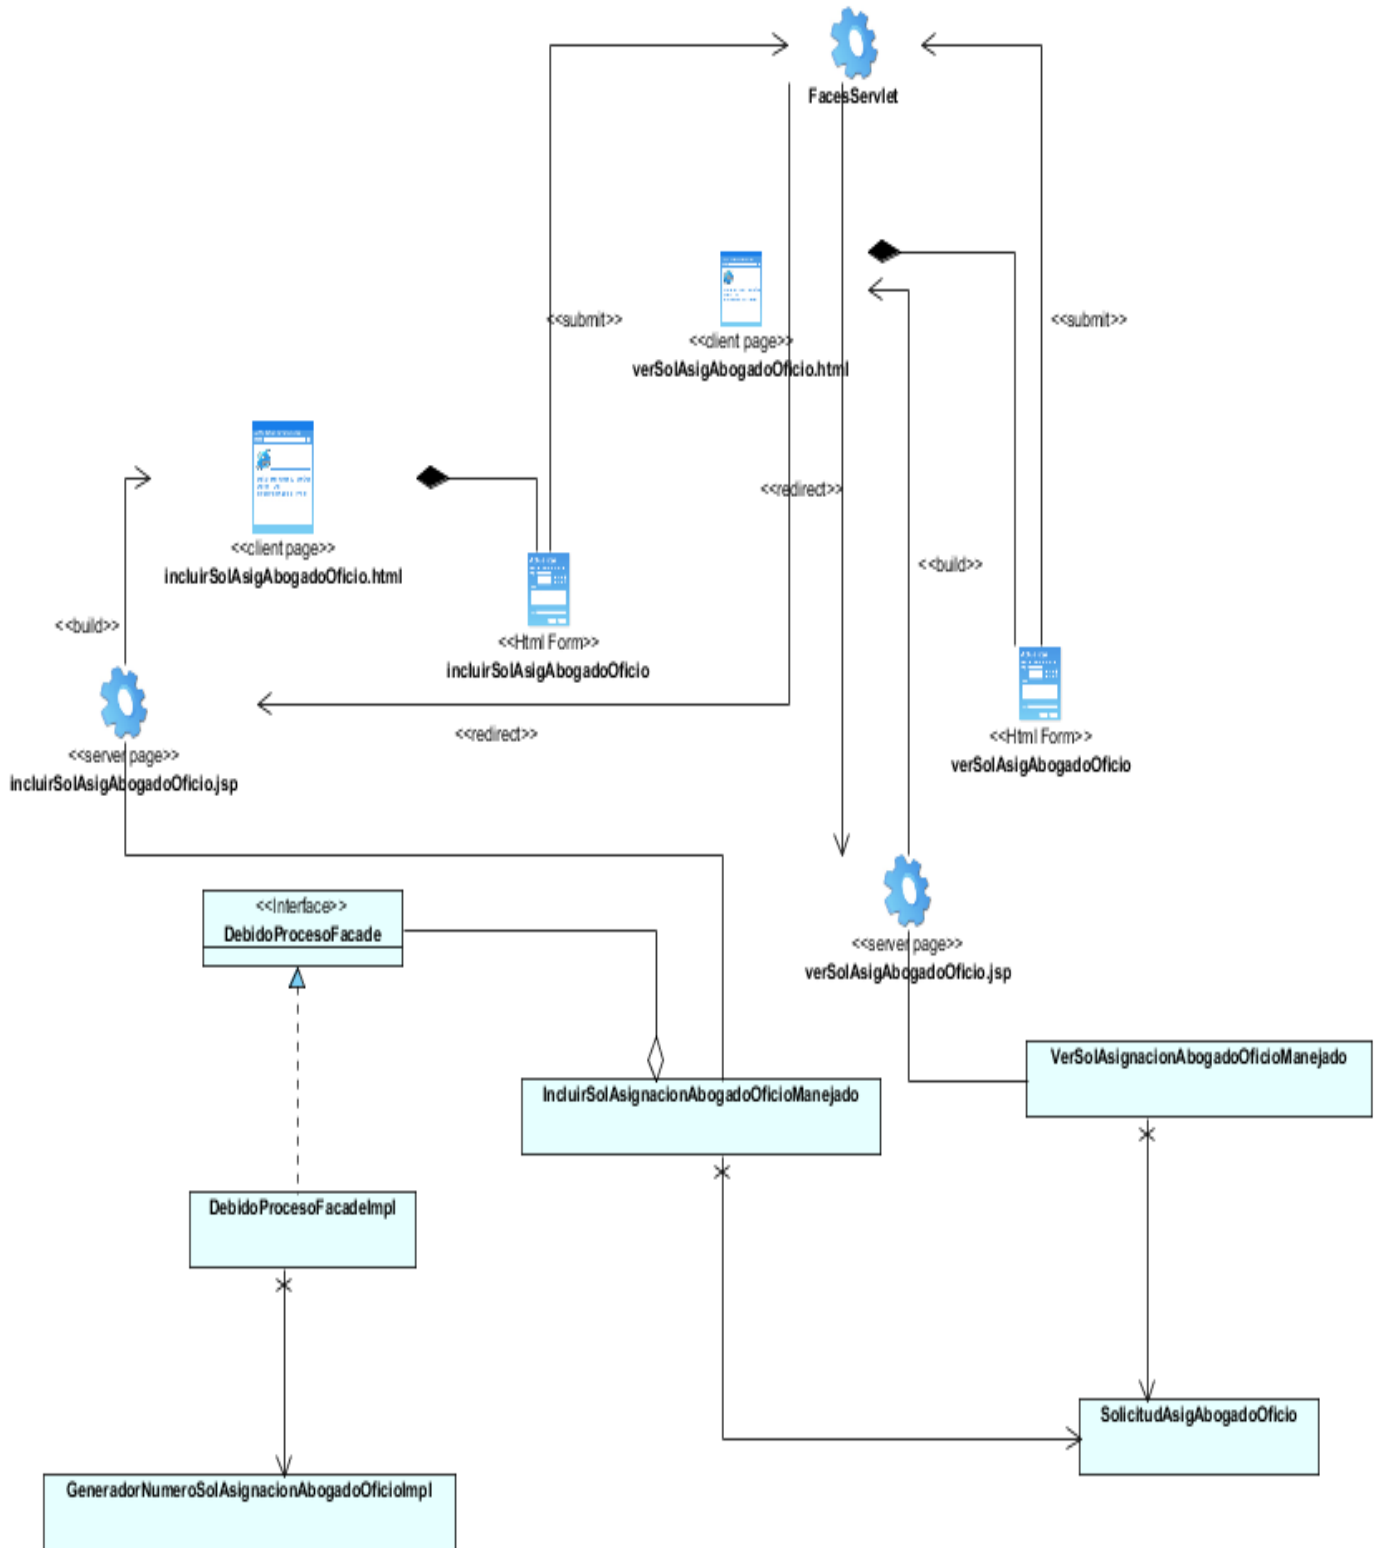 FacesServlet
<<submit>>
<<submit>>
<<client page>>
verSolAsigAbogadoOficio.html
<<redirect>>
<<client page>>
incluirSolAsigAbogadoOficio.html
<<build>>
<<build>>
<<Html Form>>
incluirSolAsigAbogadoOficio
<<redirect>>
<<Html Form>>
verSolAsigAbogadoOficio
<<server page>>
incluirSolAsigAbogadoOficio.jsp
<<Interface>>
DebidoProcesoFacade
<<server page>>
verSolAsigAbogadoOficio.jsp
VerSolAsignacionAbogadoOficioManejado
IncluirSolAsignacionAbogadoOficioManejado
DebidoProcesoFacadeImpl
SolicitudAsigAbogadoOficio
GeneradorNumeroSolAsignacionAbogadoOficioImpl